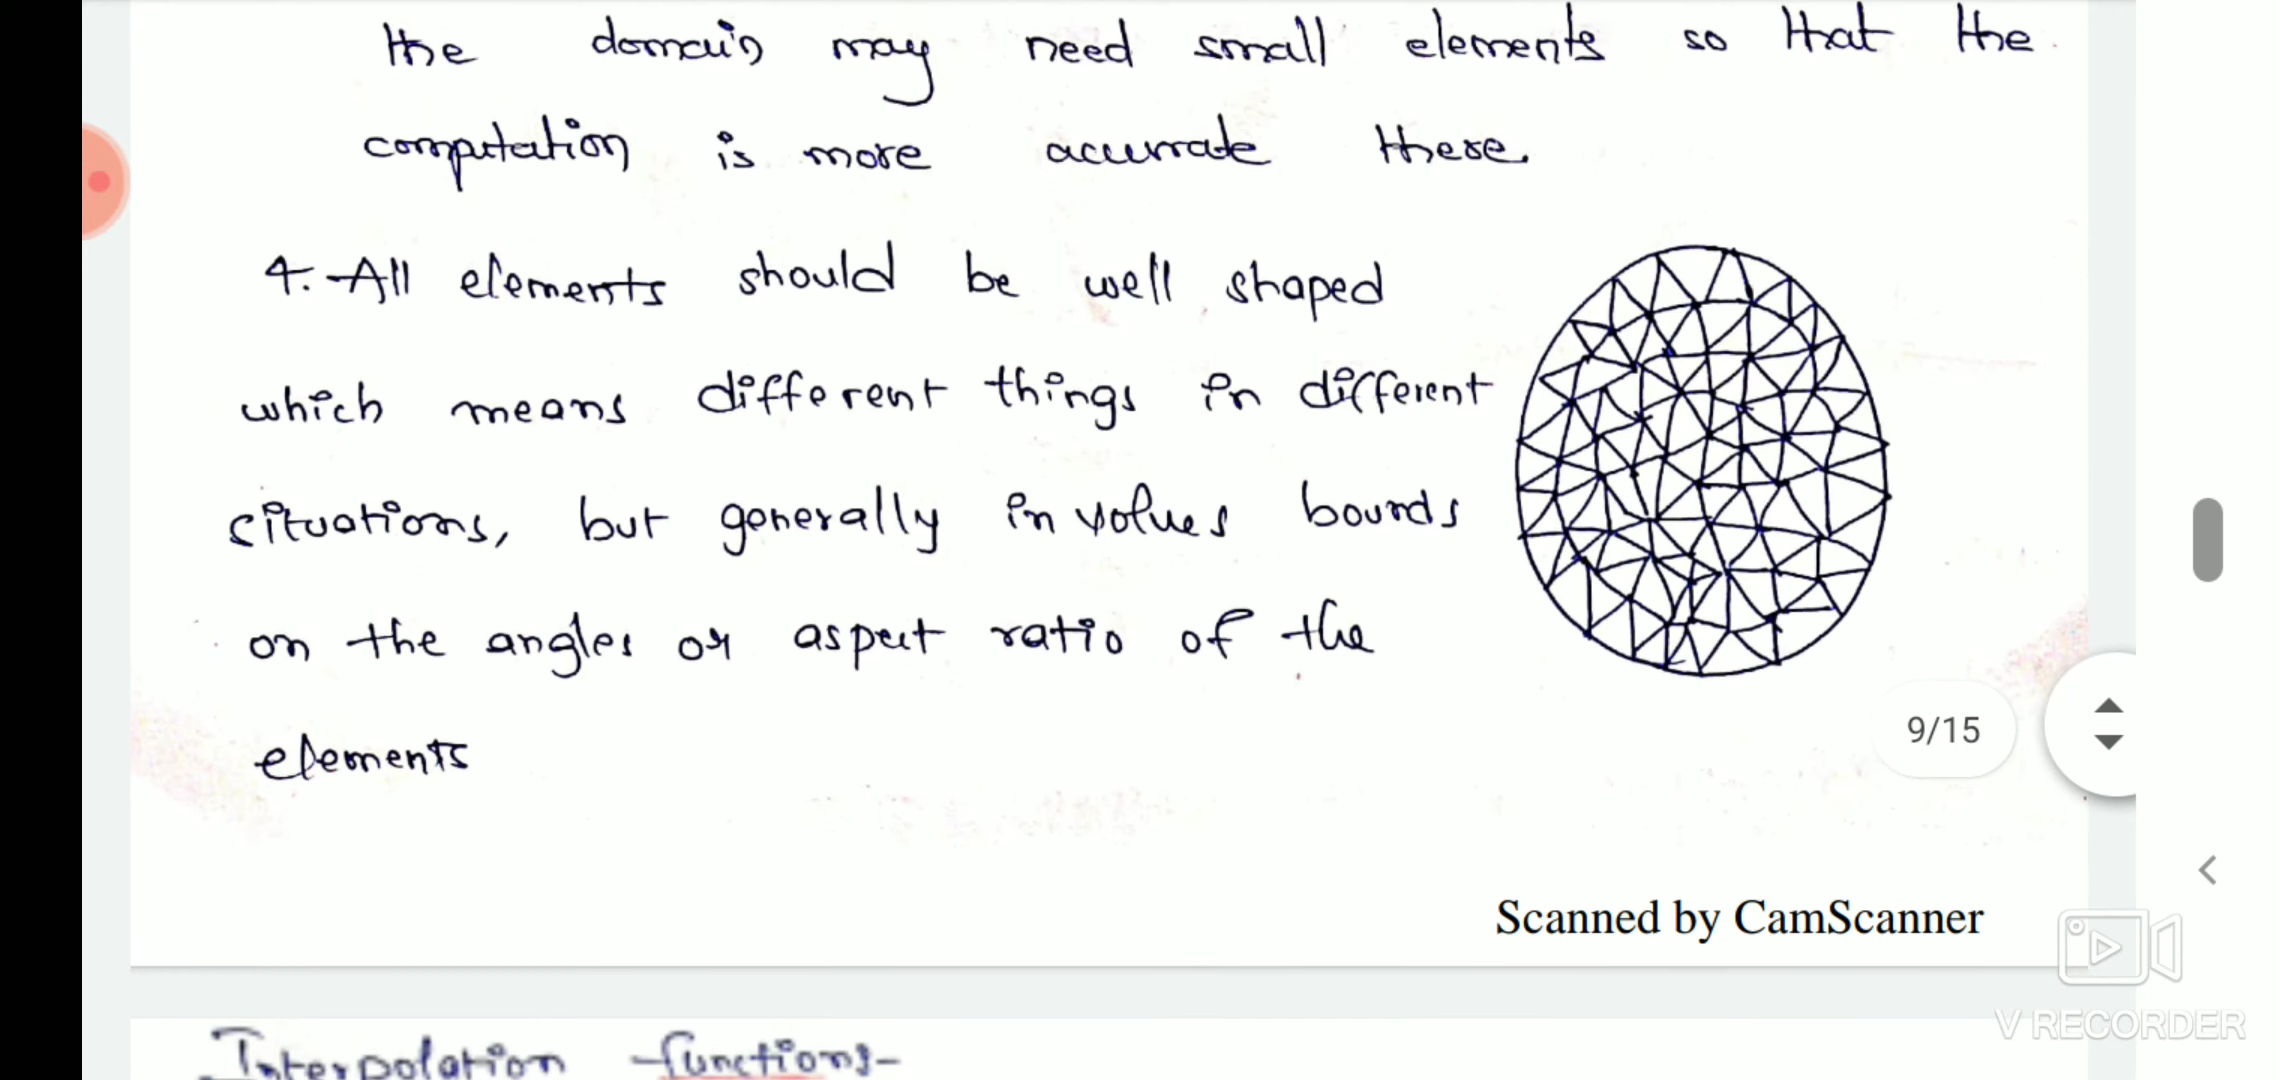 the domain may need small elements so that the
computation is more accurate there.
4. All elements should be well shaped
which means different things in different
situations, but generally involves bounds
on the angles or aspect ratio of the
elements
9/15
Scanned by CamScanner
V RECORDER
Interpolation functions-